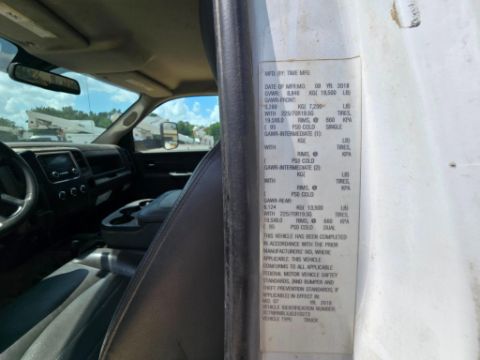 MFD. BY: TIME MFG
DATE OF MFR:MO. 08 YR. 2018
GVWR: 8,846 KG( 19,500 LB)
GAWR-FRONT:
3,289 KG( 7,250 LB)
WITH 225/70R19.5G TIRES,
19.5X6.0 RIMS, @ 660 KPA
( 95 PSI) COLD SINGLE
GAWR-INTERMEDIATE (1)
KG( LB)
WITH TIRES,
RIMS, @ KPA
( PSI) COLD
GAWR-INTERMEDIATE (2)
KG( LB)
WITH TIRES,
RIMS, @ KPA
( PSI) COLD
GAWR-REAR
6,124 KG( 13,500 LB)
WITH 225/70R19.5G TIRES,
19.5X6.0 RIMS, @ 660 KPA
( 95 PSI) COLD DUAL
THIS VEHICLE HAS BEEN COMPLETED
IN ACCORDANCE WITH THE PRIOR
MANUFACTURERS' IVD, WHERE
APPLICABLE. THIS VEHICLE
CONFORMS TO ALL APPLICABLE
FEDERAL MOTOR VEHICLE SAFETY
STANDARDS, (AND BUMPER AND
THEFT PREVENTION STANDARDS, IF
APPLICABLE) IN EFFECT IN
MO. 07 YR. 2018
VEHICLE IDENTIFICATION NUMBER:
VEHICLE TYPE: TRUCK